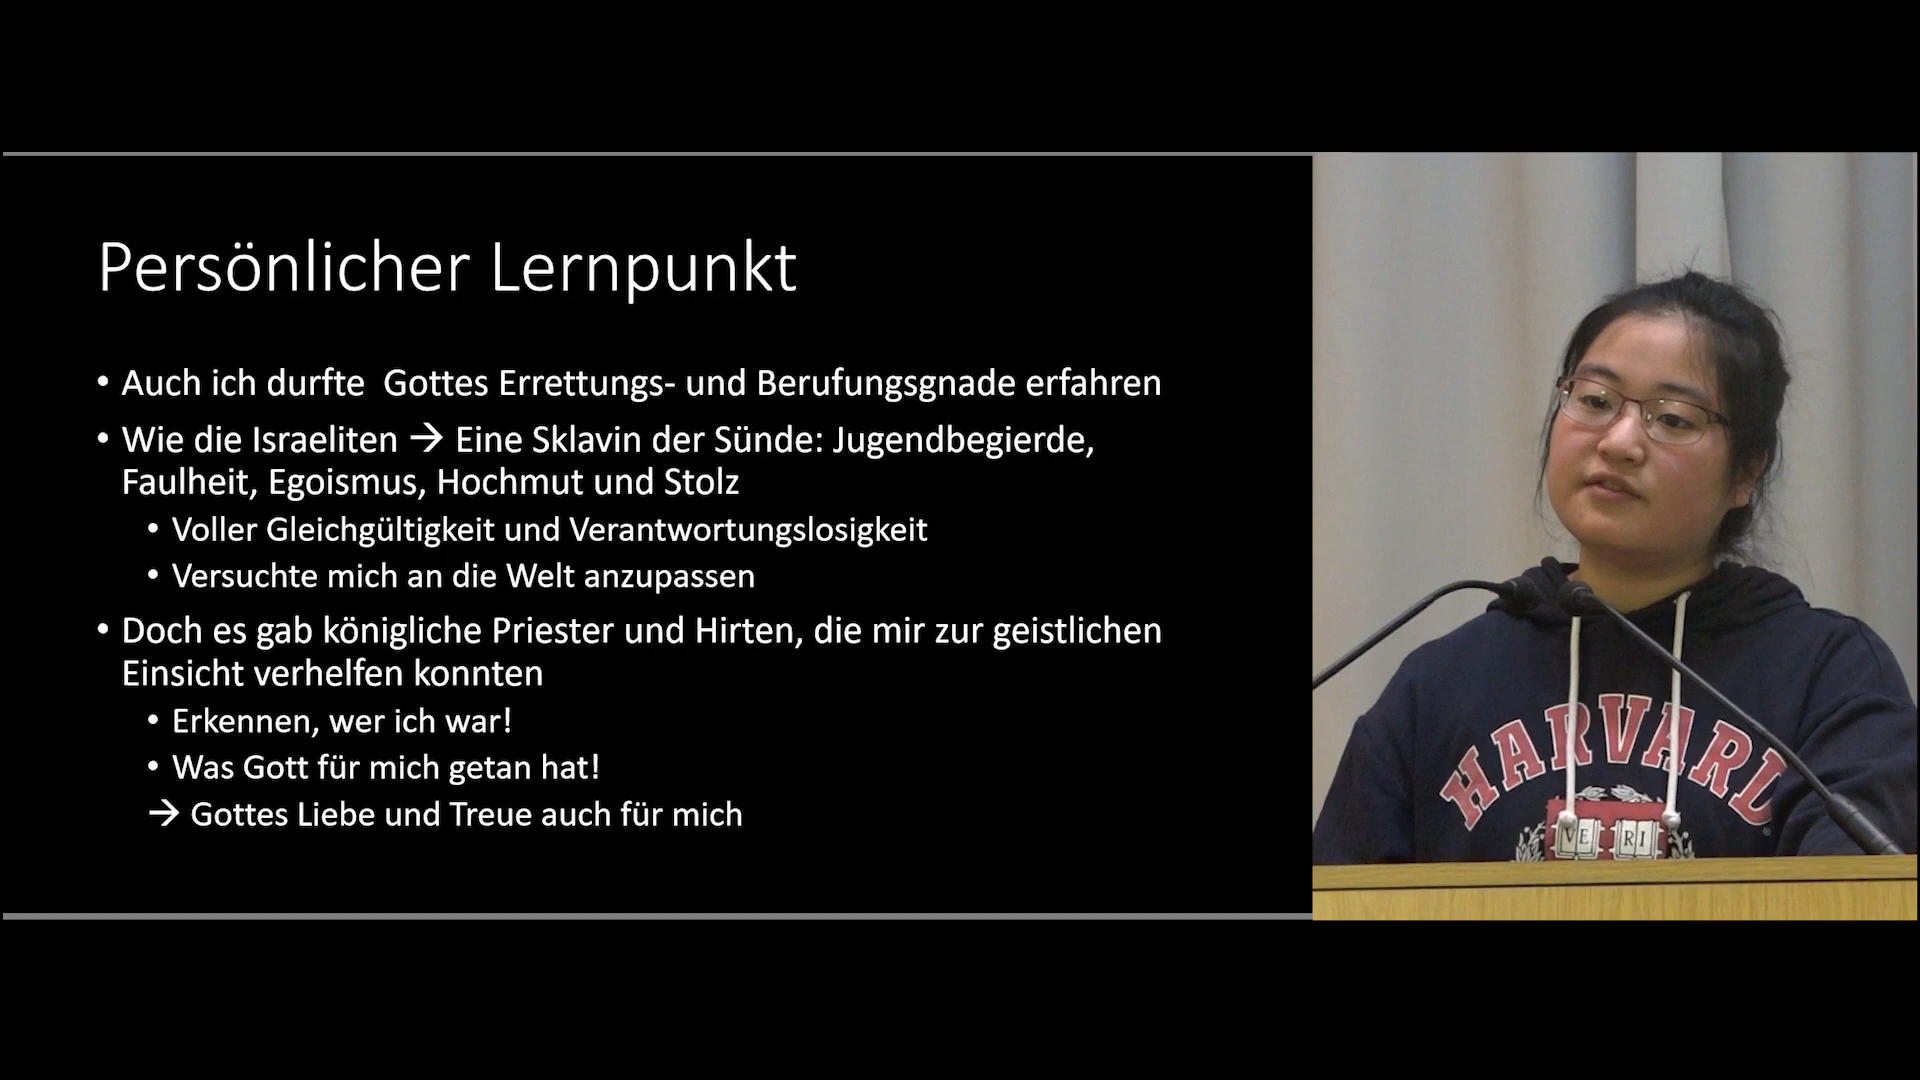 Persönlicher Lernpunkt
• Auch ich durfte  Gottes Errettungs- und Berufungsgnade erfahren
• Wie die Israeliten → Eine Sklavin der Sünde: Jugendbegierde,
Faulheit, Egoismus, Hochmut und Stolz
• Voller Gleichgültigkeit und Verantwortungslosigkeit
• Versuchte mich an die Welt anzupassen
• Doch es gab königliche Priester und Hirten, die mir zur geistlichen
Einsicht verhelfen konnten
• Erkennen, wer ich war!
• Was Gott für mich getan hat!
→ Gottes Liebe und Treue auch für mich
HARVARD
VE RI